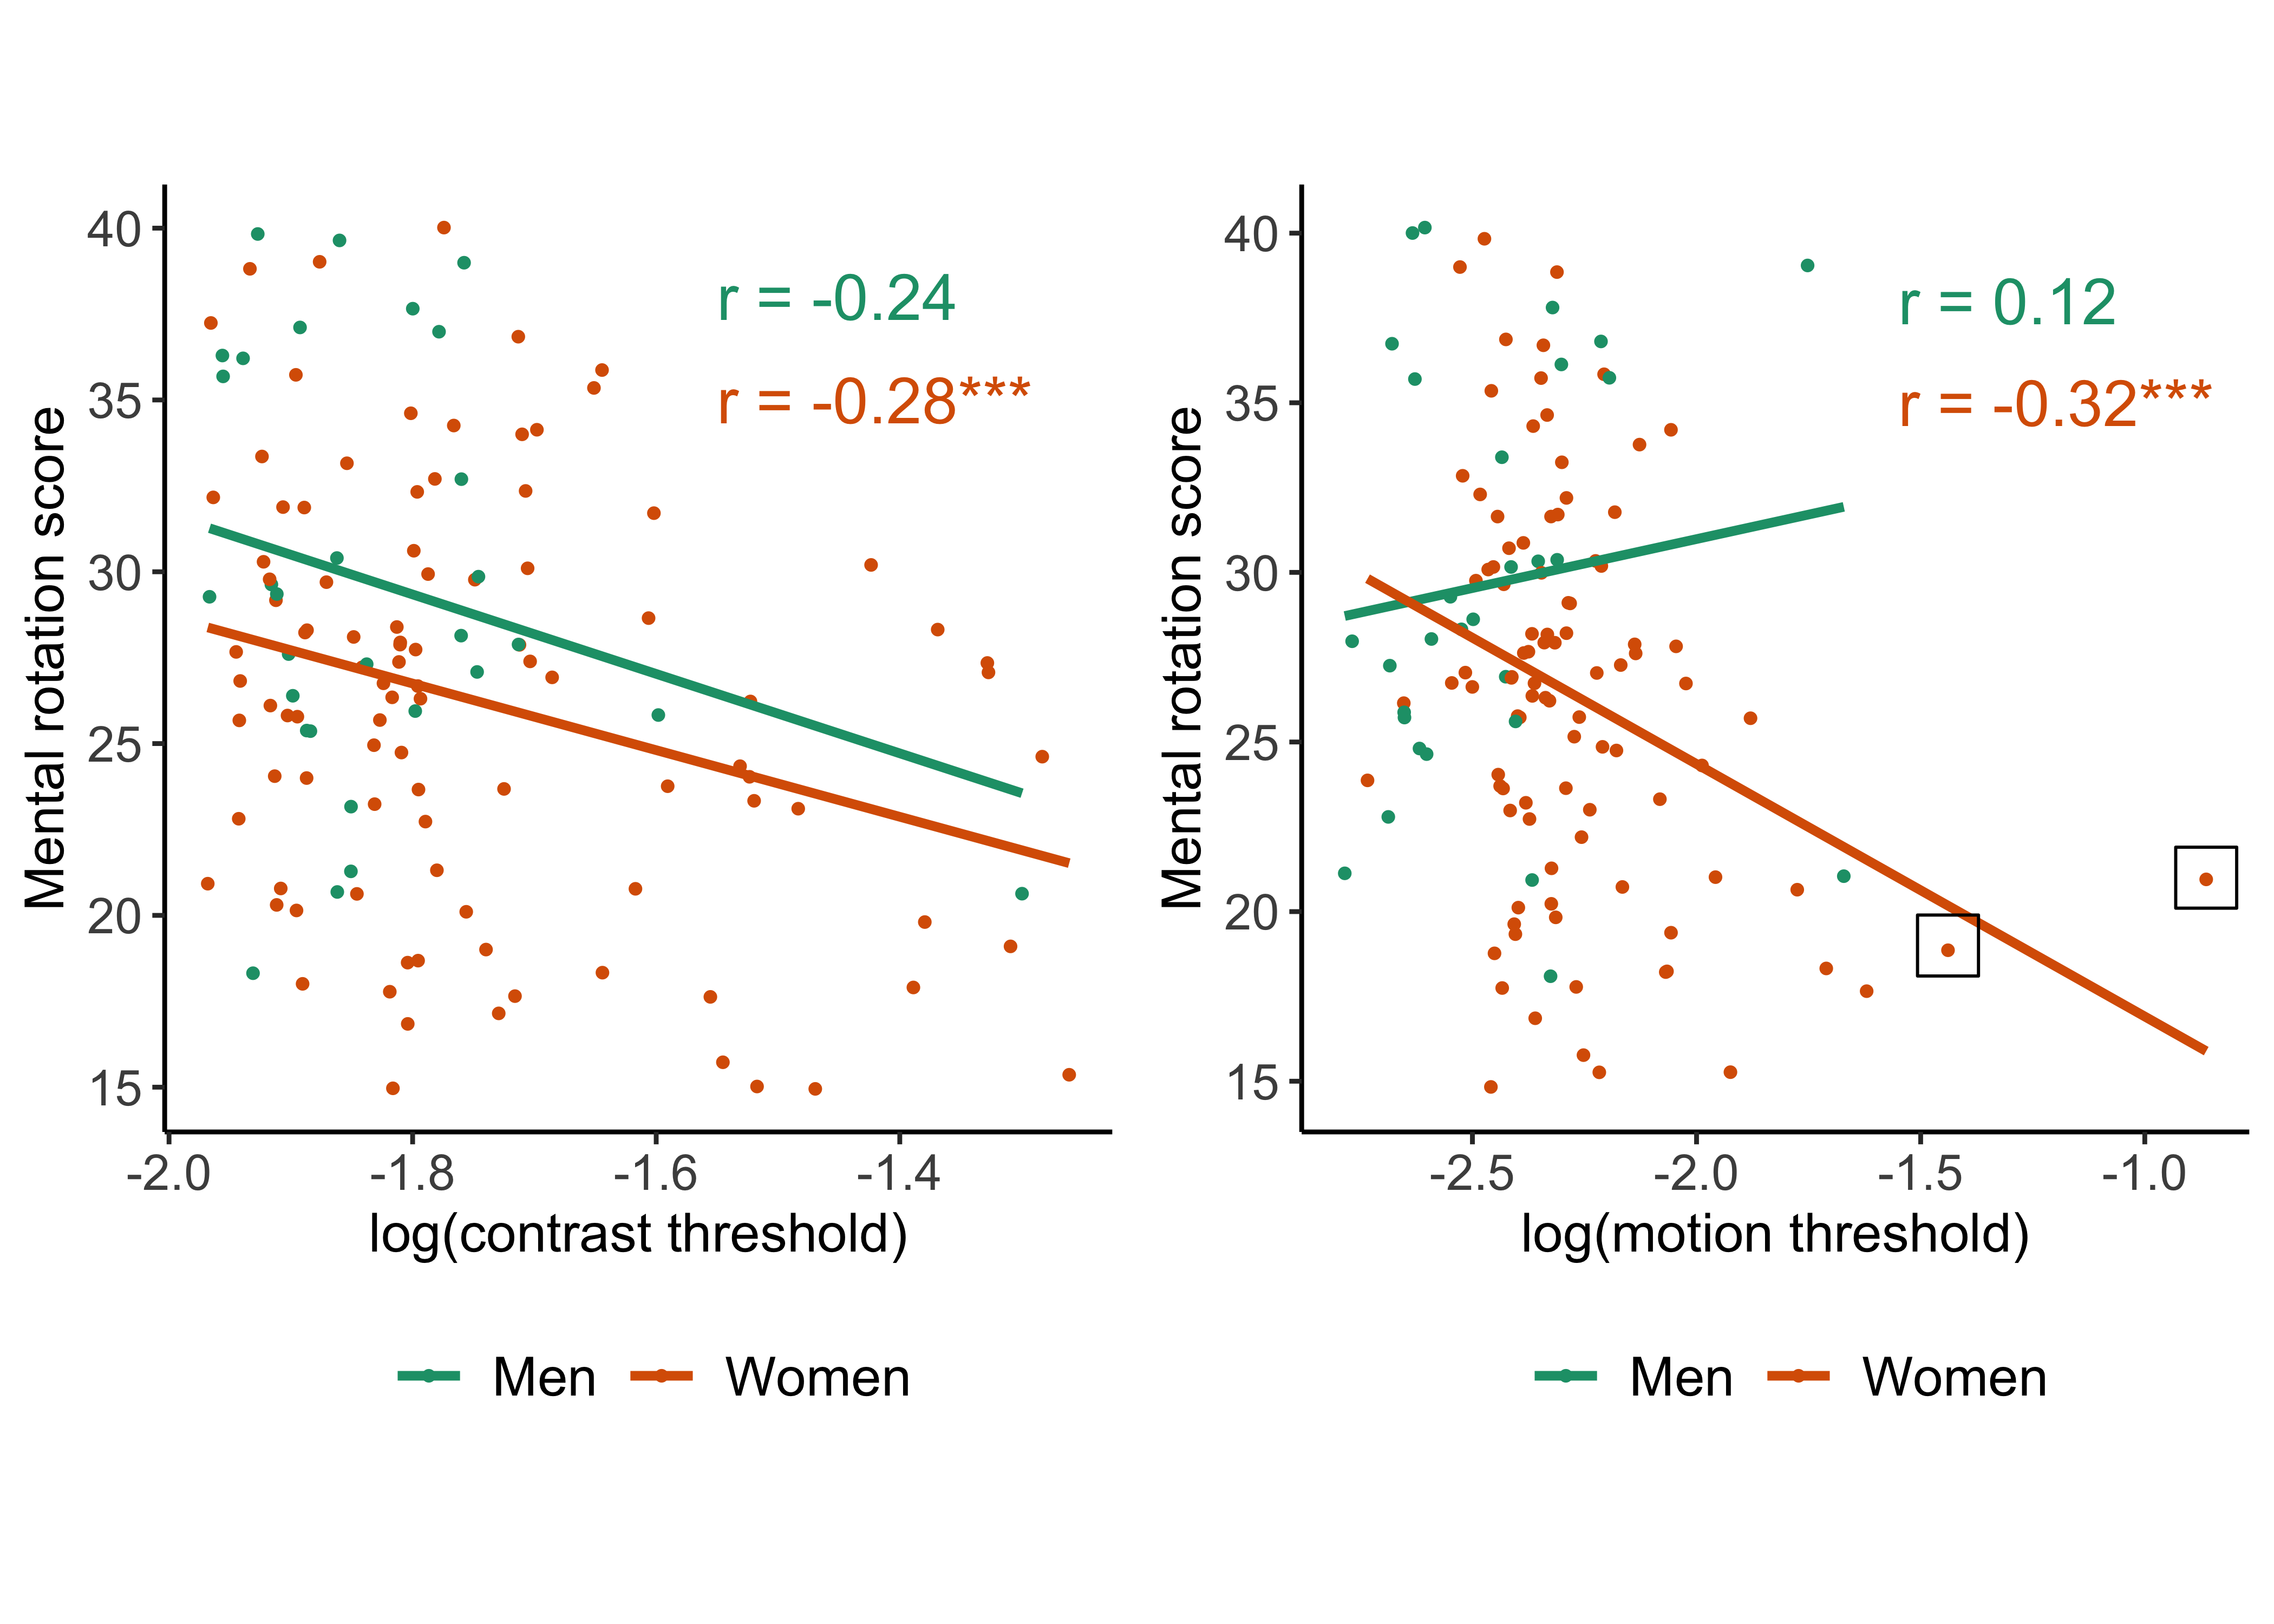 Mental rotation score
40
35
30
25
20
15
r = -0.24
r = -0.28***
-2.0 -1.8 -1.6 -1.4
log(contrast threshold)
Men Women
Mental rotation score
40
35
30
25
20
15
r = 0.12
r = -0.32***
-2.5 -2.0 -1.5 -1.0
log(motion threshold)
Men Women